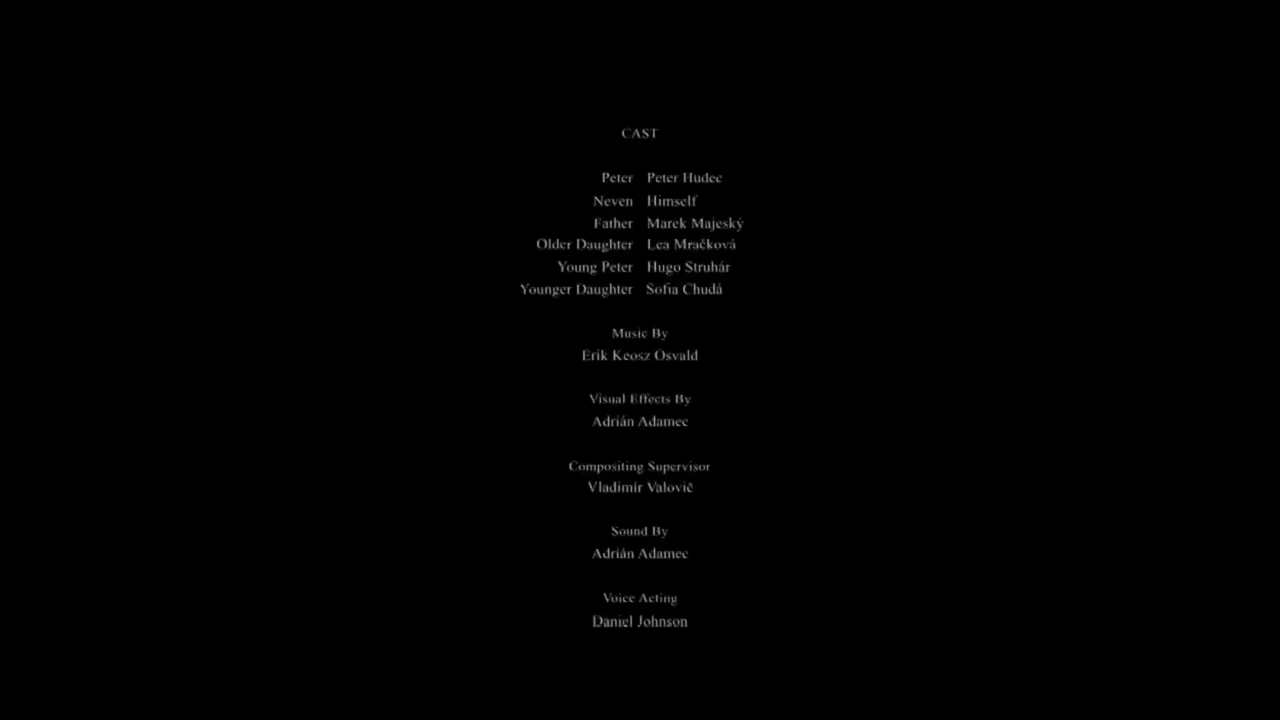 CAST
Peter Peter Hudec
Neven Himself
Father Marek Majeský
Older Daughter Lea Mračková
Young Peter Hugo Struhár
Younger Daughter Sofia Chudá
Music By
Erik Keosz Osvald
Visual Effects By
Adrián Adamec
Compositing Supervisor
Vladimír Valovič
Sound By
Adrián Adamec
Voice Acting
Daniel Johnson